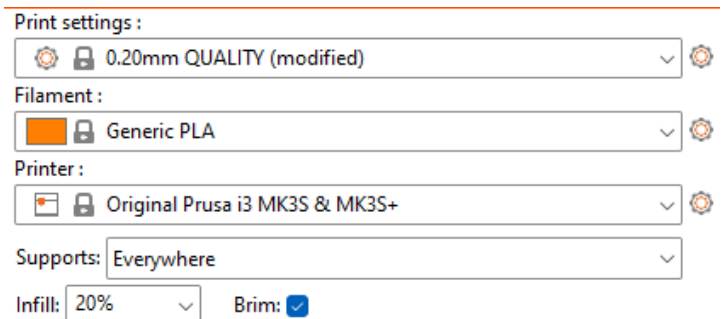 Print settings :
0.20mm QUALITY (modified)
Filament :
Generic PLA
Printer :
Original Prusa i3 MK3S & MK3S+
Supports: Everywhere
Infill: 20% Brim: